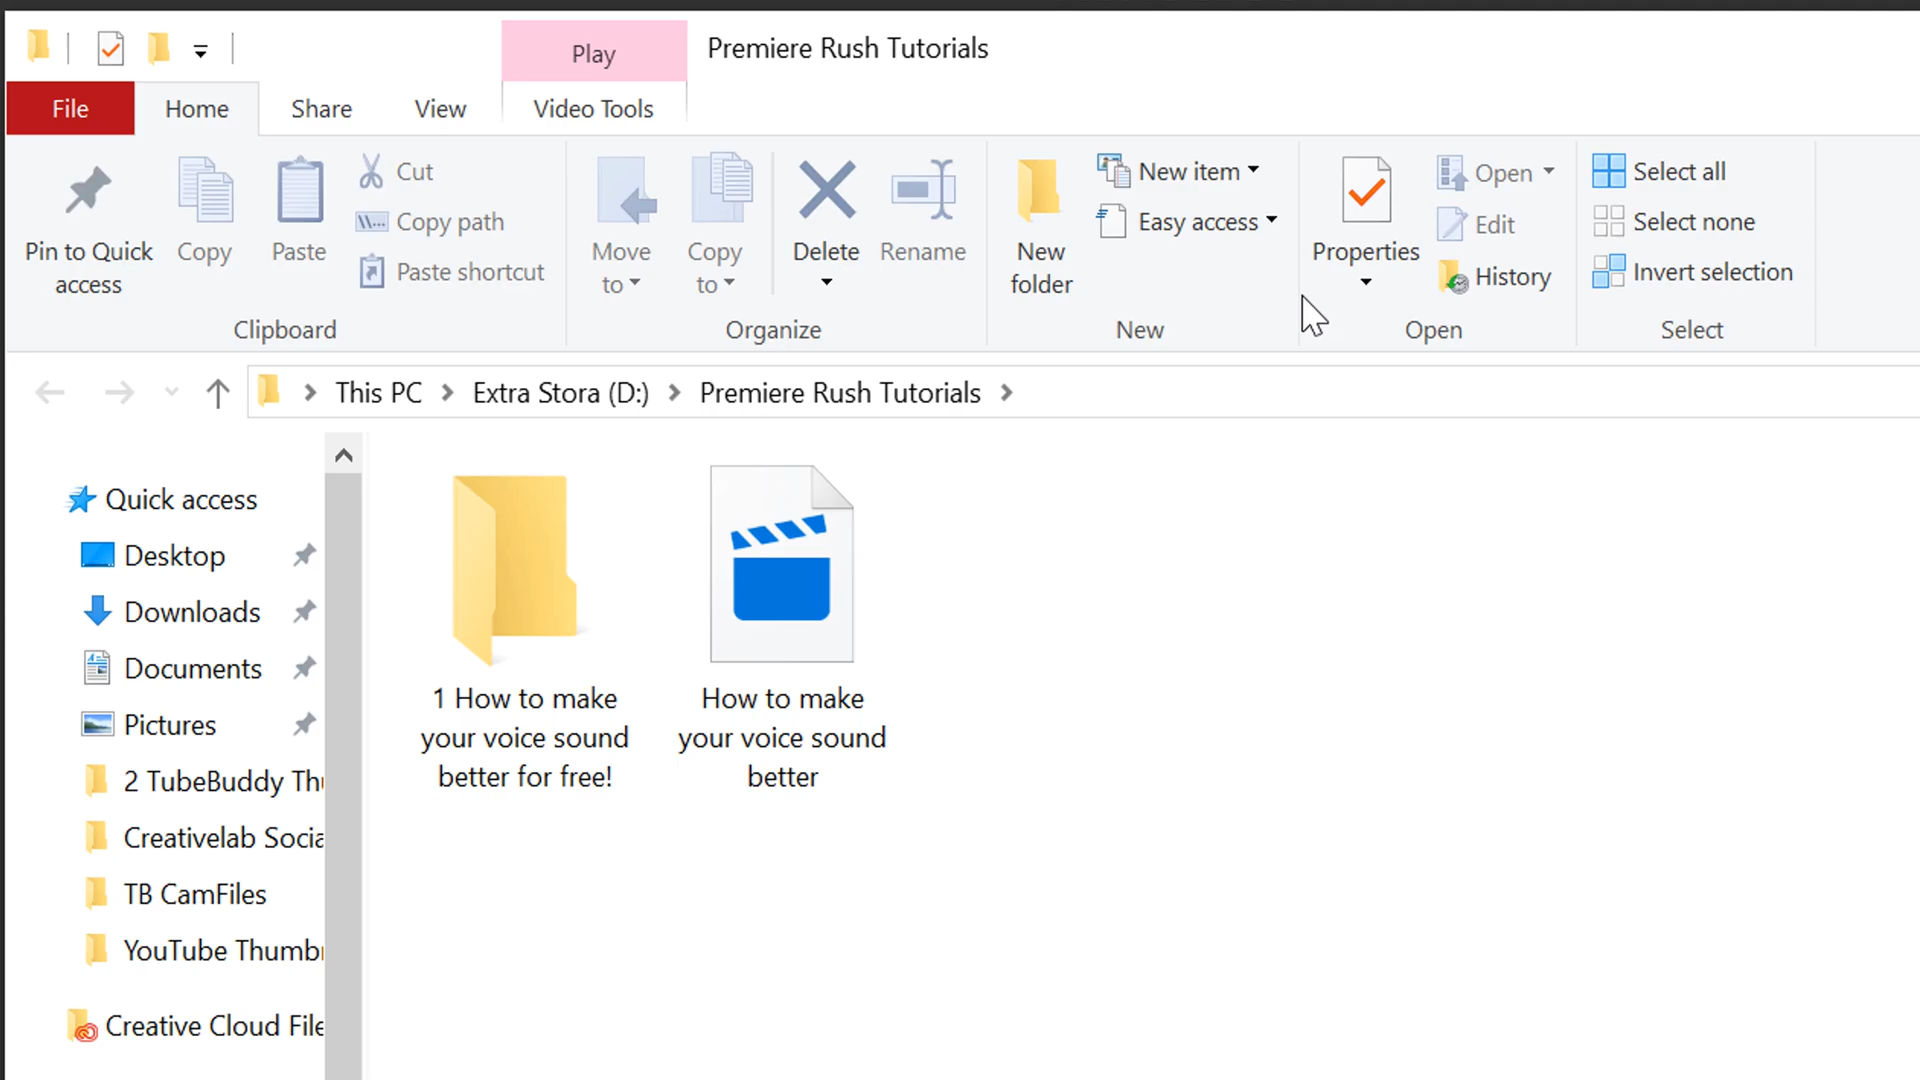 Play
Premiere Rush Tutorials
File
Home
Share
View
Video Tools
Pin to Quick
access
Copy
Paste
Cut
Copy path
Paste shortcut
Clipboard
Move
to
Copy
to
Delete
Rename
Organize
New
folder
New item
Easy access
New
Properties
Open
Edit
History
Open
Select all
Select none
Invert selection
Select
This PC
Extra Stora (D:)
Premiere Rush Tutorials
Quick access
Desktop
Downloads
Documents
Pictures
2 TubeBuddy Thu
Creativelab Socia
TB CamFiles
YouTube Thumbn
Creative Cloud File
1 How to make
your voice sound
better for free!
How to make
your voice sound
better